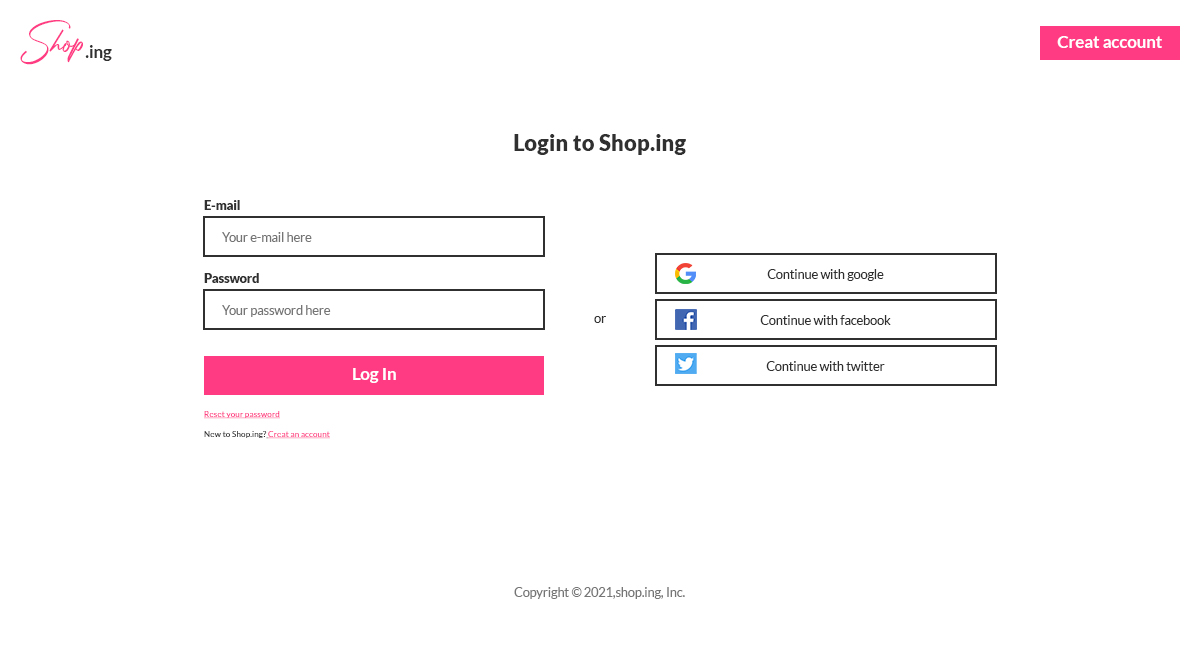 Shop.ing
Creat account
Login to Shop.ing
E-mail
Your e-mail here
Password
Your password here
Log In
Reset your password
New to Shop.ing? Creat an account
or
Continue with google
Continue with facebook
Continue with twitter
Copyright © 2021,shop.ing, Inc.